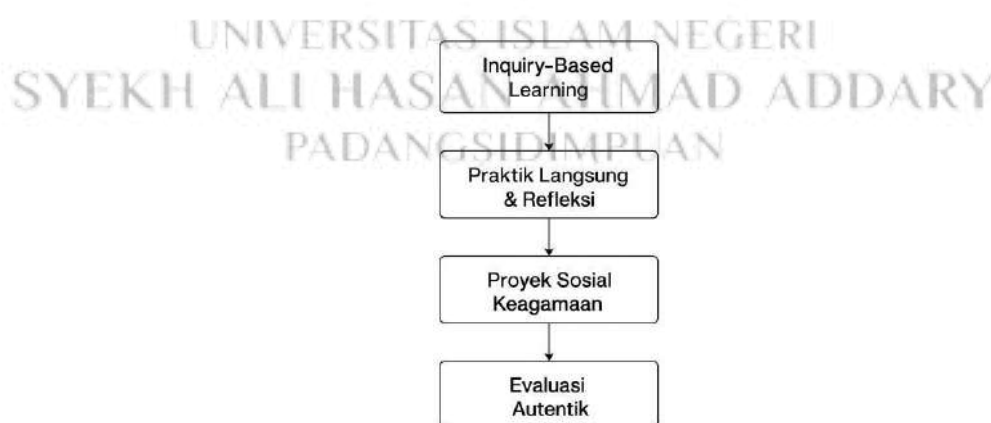 UNIVERSITAS ISLAM NEGERI
SYEKH ALI HASAN AHMAD ADDARY
PADANGSIDIMPUAN
Inquiry-Based
Learning
Praktik Langsung
& Refleksi
Proyek Sosial
Keagamaan
Evaluasi
Autentik